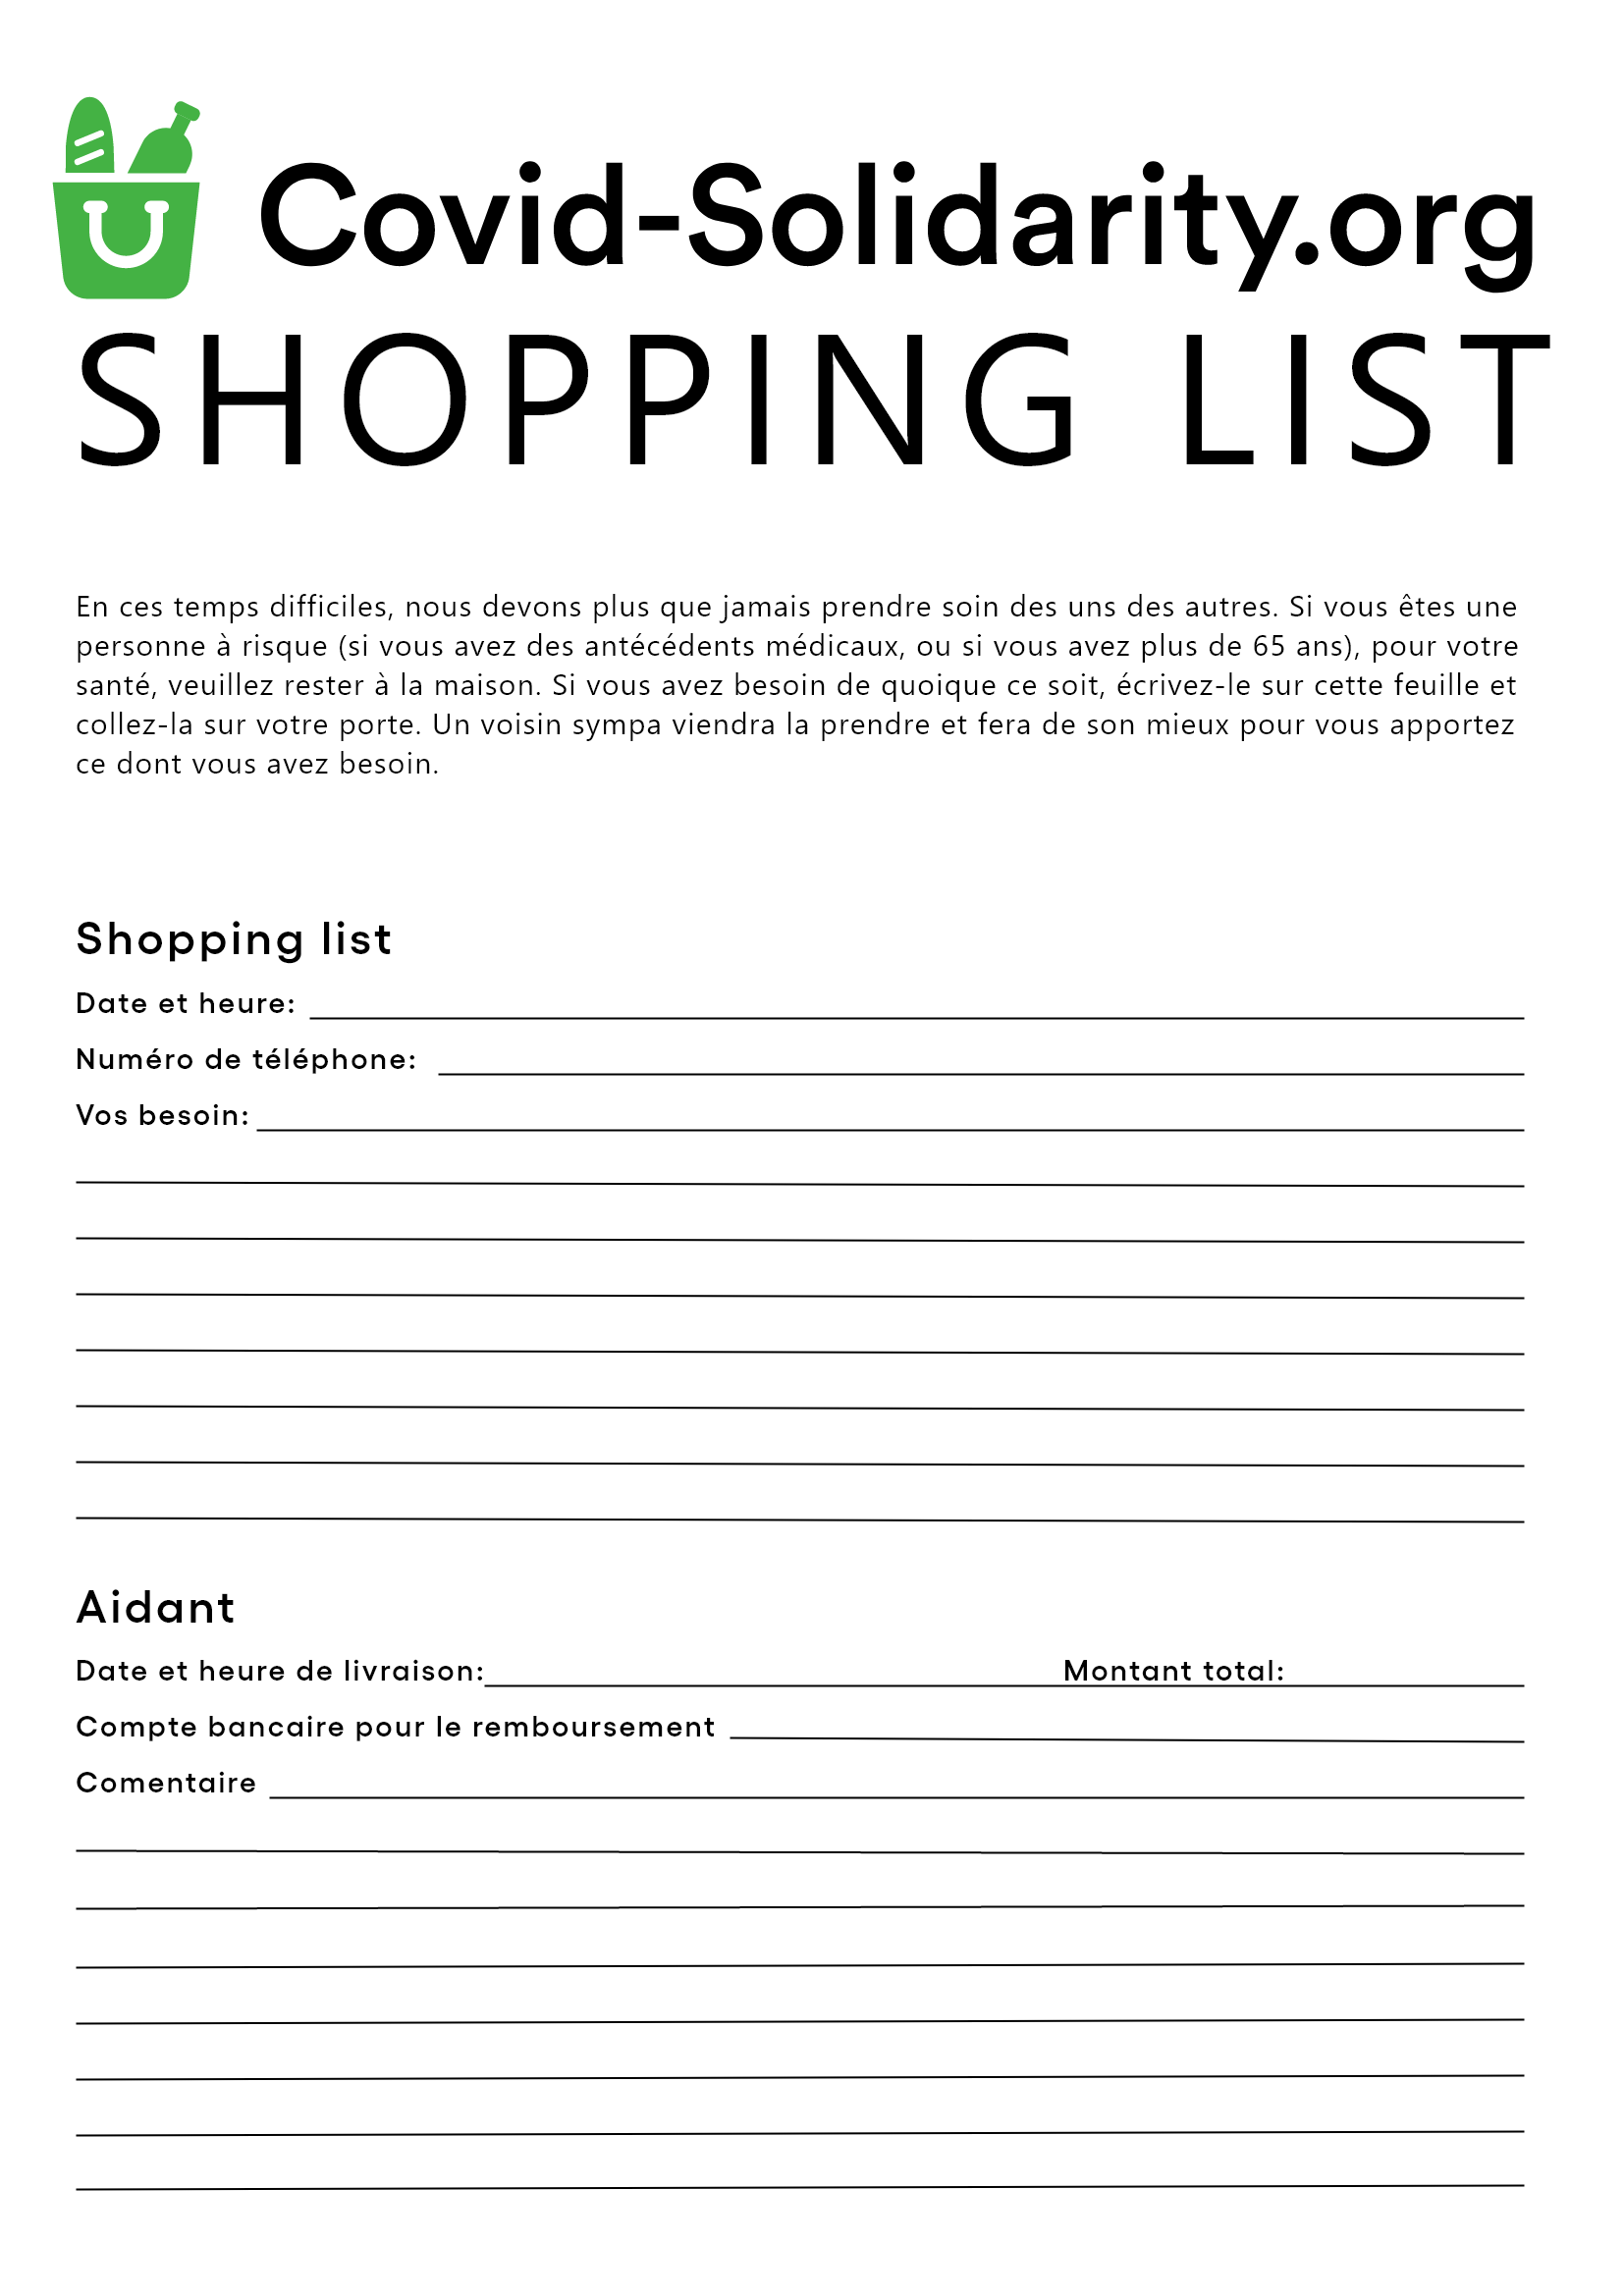 Covid-Solidarity.org
SHOPPING LIST
En ces temps difficiles, nous devons plus que jamais prendre soin des uns des autres. Si vous êtes une
personne à risque (si vous avez des antécédents médicaux, ou si vous avez plus de 65 ans), pour votre
santé, veuillez rester à la maison. Si vous avez besoin de quoique ce soit, écrivez-le sur cette feuille et
collez-la sur votre porte. Un voisin sympa viendra la prendre et fera de son mieux pour vous apportez
ce dont vous avez besoin.
Shopping list
Date et heure:
Numéro de téléphone:
Vos besoin:
Aidant
Date et heure de livraison: Montant total:
Compte bancaire pour le remboursement
Comentaire